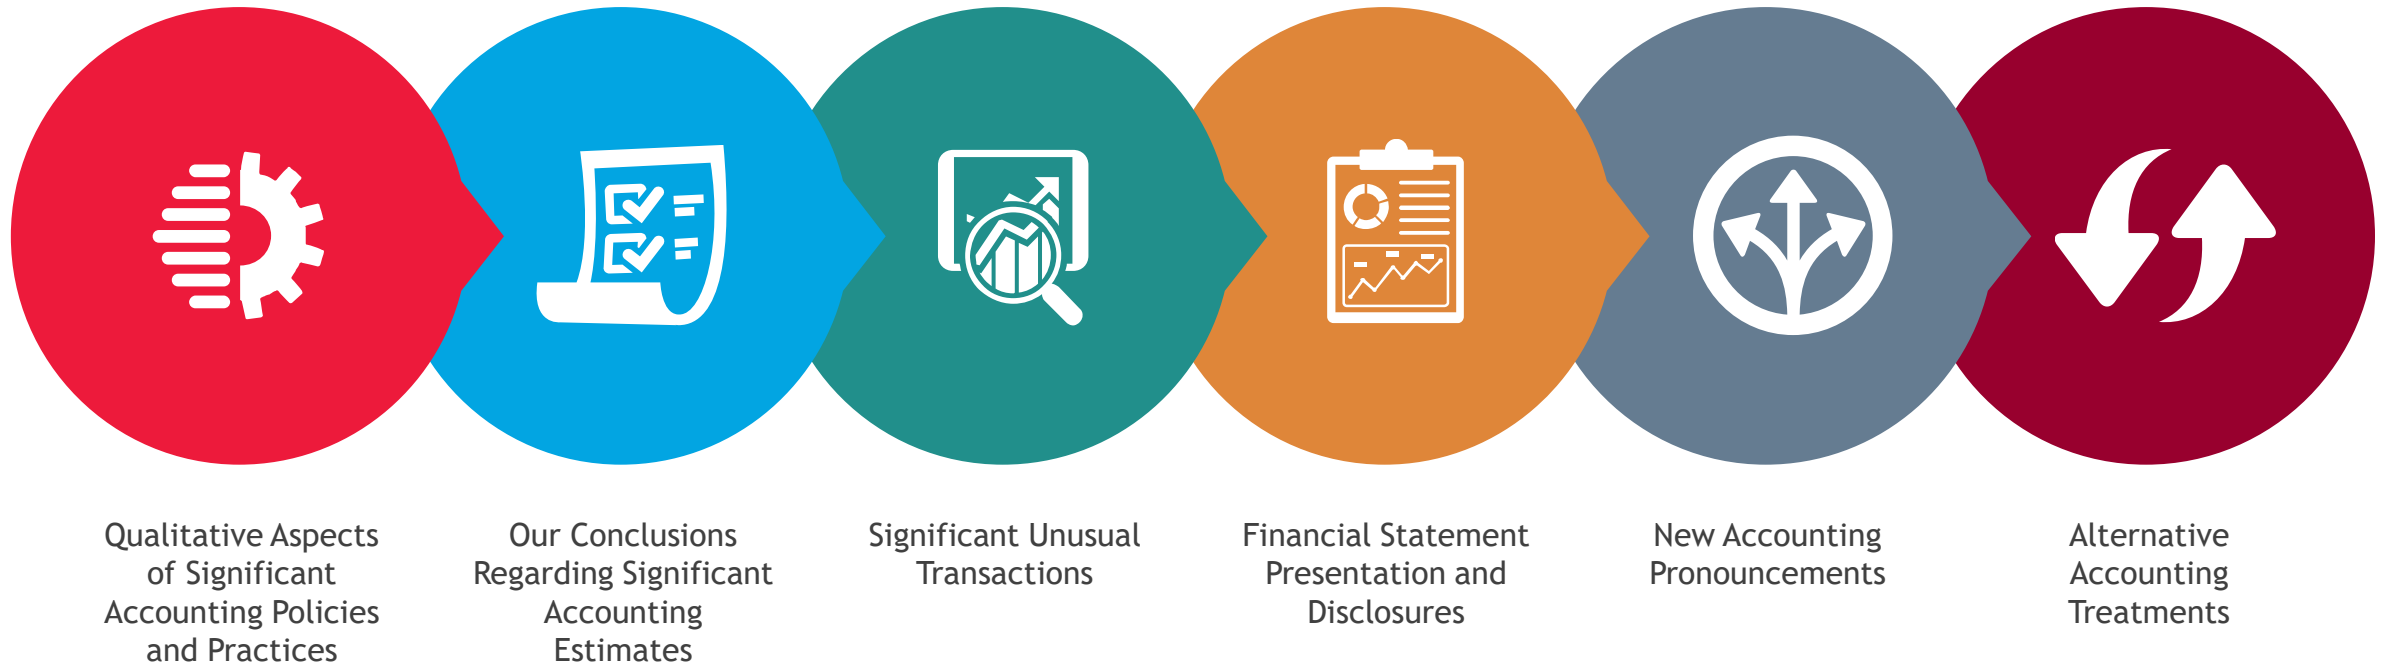 Qualitative Aspects
of Significant
Accounting Policies
and Practices
Our Conclusions
Regarding Significant
Accounting
Estimates
Significant Unusual
Transactions
Financial Statement
Presentation and
Disclosures
New Accounting
Pronouncements
Alternative
Accounting
Treatments